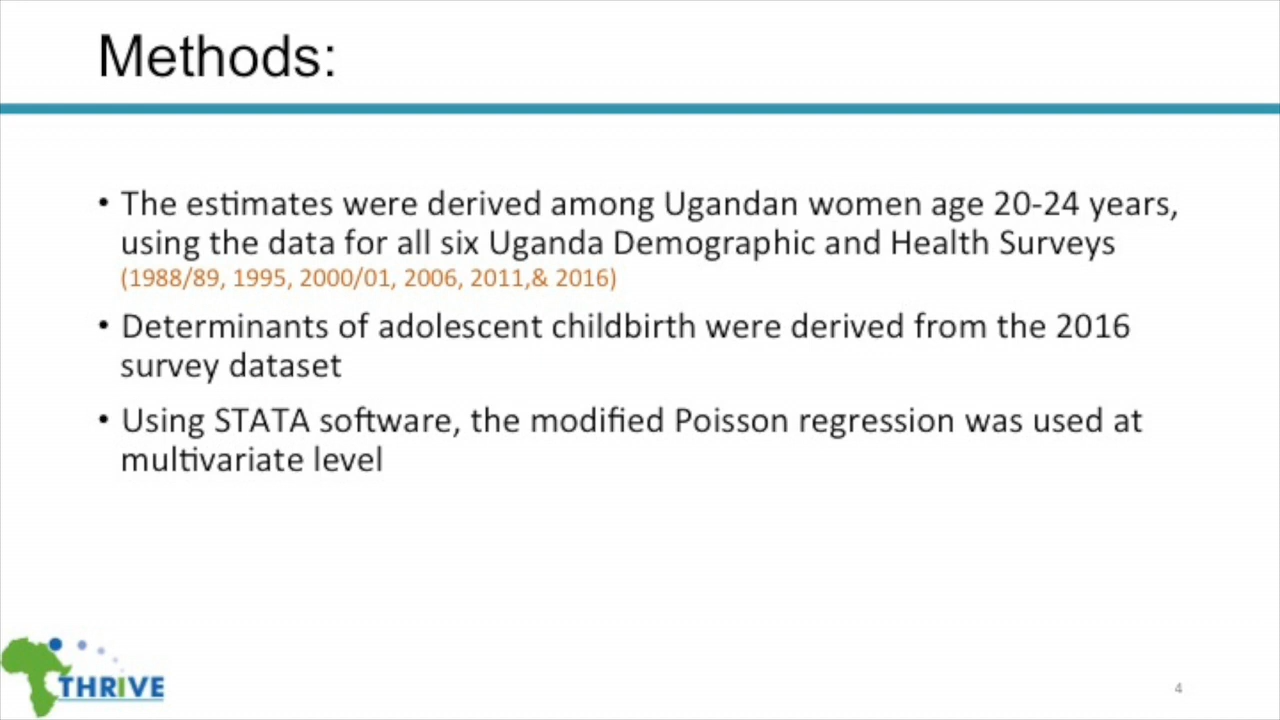 Methods:
• The estimates were derived among Ugandan women age 20-24 years,
using the data for all six Uganda Demographic and Health Surveys
(1988/89, 1995, 2000/01, 2006, 2011,& 2016)
• Determinants of adolescent childbirth were derived from the 2016
survey dataset
• Using STATA software, the modified Poisson regression was used at
multivariate level
THRIVE
4